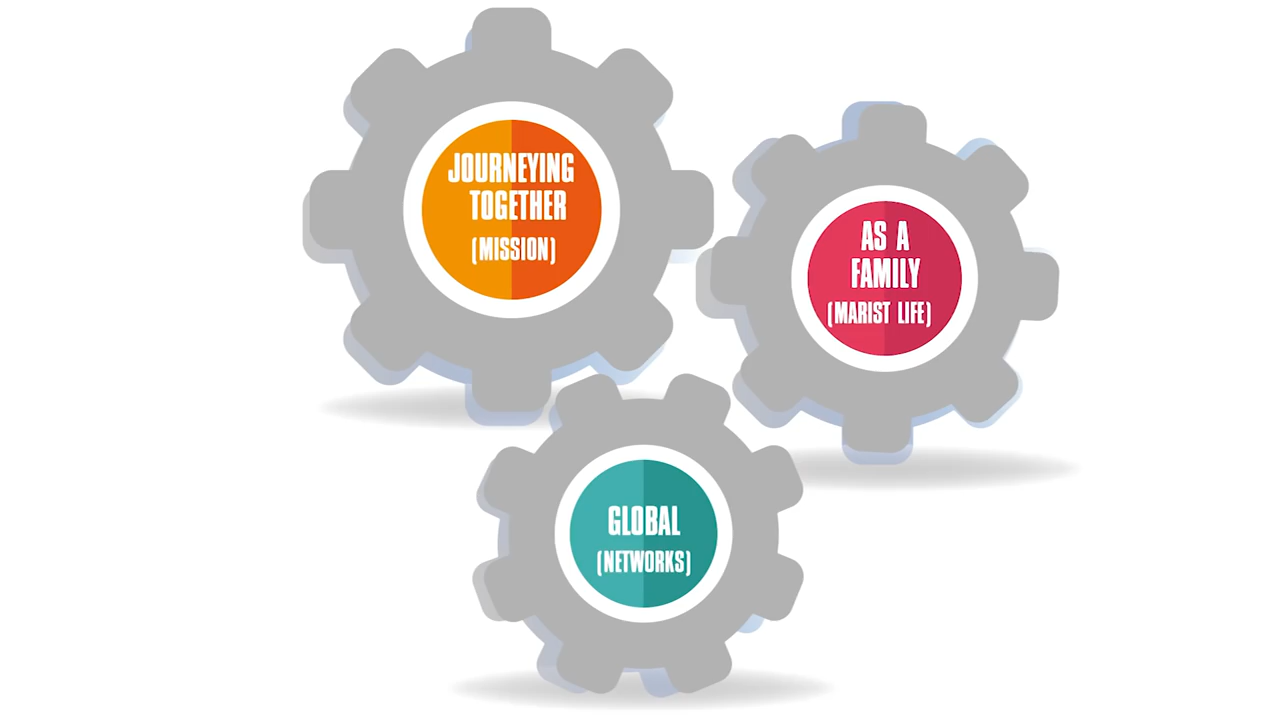 JOURNEYING
TOGETHER
(MISSION)
AS A
FAMILY
(MARIST LIFE)
GLOBAL
(NETWORKS)